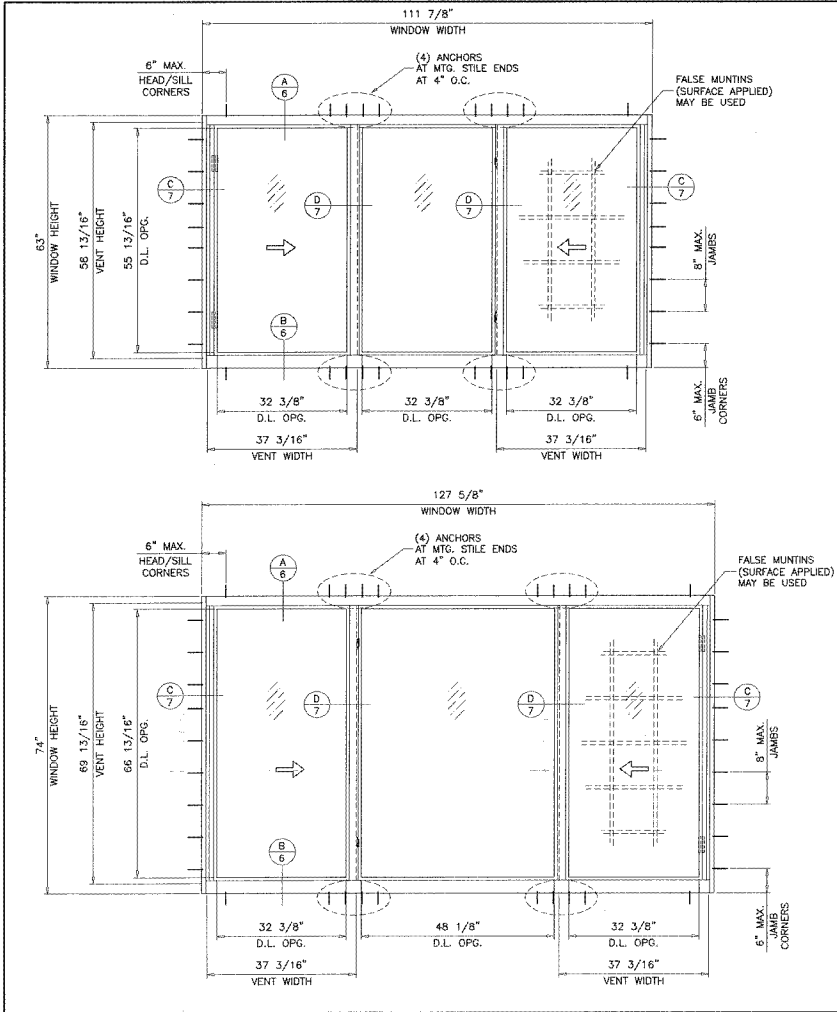 111 7/8"
WINDOW WIDTH
6" MAX.
HEAD/SILL
CORNERS
A
6
(4) ANCHORS
AT MTG. STILE ENDS
AT 4" O.C.
FALSE MUNTINS
(SURFACE APPLIED)
MAY BE USED
63"
WINDOW HEIGHT
58 13/16"
VENT HEIGHT
55 13/16"
D.L. OPG.
C
7
D
7
D
7
C
7
8" MAX.
JAMBS
B
6
6" MAX.
JAMB
CORNERS
32 3/8"
D.L. OPG.
32 3/8"
D.L. OPG.
32 3/8"
D.L. OPG.
37 3/16"
VENT WIDTH
37 3/16"
VENT WIDTH
127 5/8"
WINDOW WIDTH
6" MAX.
HEAD/SILL
CORNERS
A
6
(4) ANCHORS
AT MTG. STILE ENDS
AT 4" O.C.
FALSE MUNTINS
(SURFACE APPLIED)
MAY BE USED
74"
WINDOW HEIGHT
69 13/16"
VENT HEIGHT
66 13/16"
D.L. OPG.
C
7
D
7
D
7
C
7
8" MAX.
JAMBS
B
6
6" MAX.
JAMB
CORNERS
32 3/8"
D.L. OPG.
48 1/8"
D.L. OPG.
32 3/8"
D.L. OPG.
37 3/16"
VENT WIDTH
37 3/16"
VENT WIDTH